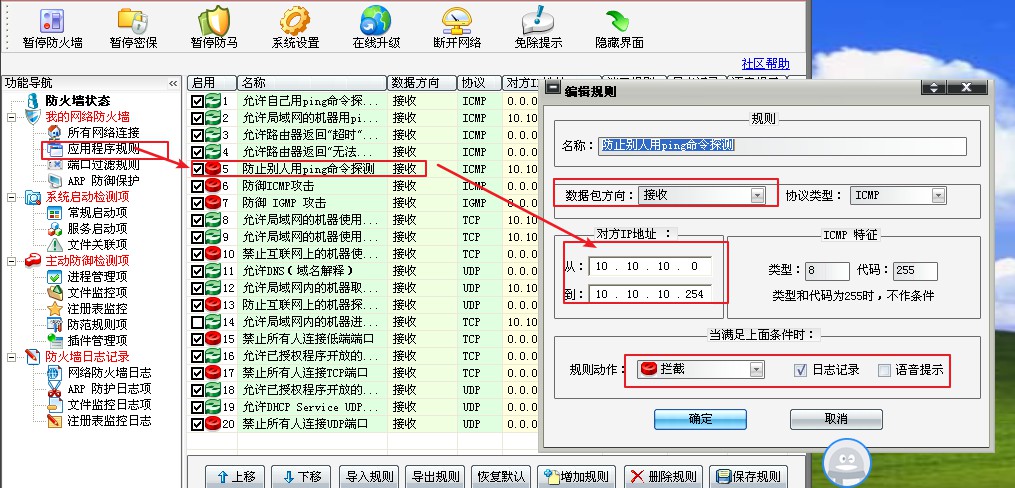 暂停防火墙 暂停密保 暂停防马 系统设置 在线升级 断开网络 免除提示 隐藏界面
社区帮助
功能导航 «
防火墙状态
我的网络防火墙
所有网络连接
应用程序规则
端口过滤规则
ARP 防御保护
系统启动检测项
常规启动项
服务启动项
文件关联项
主动防御检测项
进程管理项
文件监控项
注册表监控
防范规则项
插件管理项
防火墙日志记录
网络防火墙日志
ARP 防护日志项
文件监控日志项
注册表监控日志
启用 名称 数据方向 协议
1 允许自己用ping命令探... 接收 ICMP 0.0.0
2 允许局域网的机器用pi... 接收 ICMP 10.10
3 允许路由器返回"超时"... 接收 ICMP 0.0.0
4 允许路由器返回"无法... 接收 ICMP 0.0.0
5 防止别人用ping命令探测 接收 ICMP 10.10
6 防御ICMP攻击 接收 ICMP 0.0.0
7 防御 IGMP 攻击 接收 IGMP 0.0.0
8 允许局域网的机器使用... 接收 TCP 10.10
9 允许局域网的机器使用... 接收 TCP 10.10
10 禁止互联网上的机使用... 接收 TCP 0.0.0
11 允许DNS(域名解释) 接收 UDP 0.0.0
12 允许局域网内的机器取... 接收 UDP 10.10
13 防止互联网上的机器探... 接收 UDP 0.0.0
14 允许局域网内的机器进... 接收 TCP 10.10
15 禁止所有人连接低端端口 接收 TCP 0.0.
16 允许已授权程序开放的... 接收 TCP 0.0.
17 禁止所有人连接TCP端口 接收 TCP 0.0.
18 允许已授权程序开放的... 接收 UDP 0.0.
19 允许DHCP Service UDP... 接收 UDP 0.0.
20 禁止所有人连接UDP端口 接收 UDP 0.0.
上移 下移 导入规则 导出规则 恢复默认 增加规则 删除规则 保存规则
编辑规则
规则
名称： 防止别人用ping命令探测
数据包方向： 接收 协议类型： ICMP
对方IP地址 ：
从： 10 . 10 . 10 . 0
到： 10 . 10 . 10 .254
ICMP 特征
类型： 8 代码： 255
类型和代码为255时，不作条件
当满足上面条件时：
规则动作： 拦截 日志记录 语音提示
确定 取消